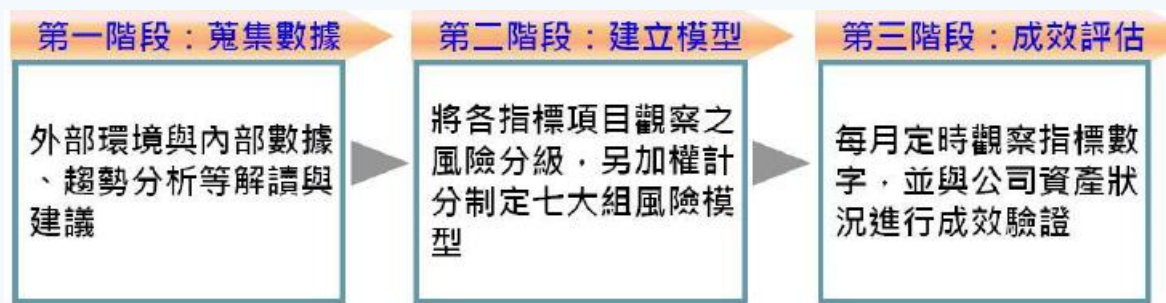 第一階段：蒐集數據
外部環境與內部數據
、趨勢分析等解讀與
建議
第二階段：建立模型
將各指標項目觀察之
風險分級，另加權計
分制定七大組風險模
型
第三階段：成效評估
每月定時觀察指標數
字，並與公司資產狀
況進行成效驗證